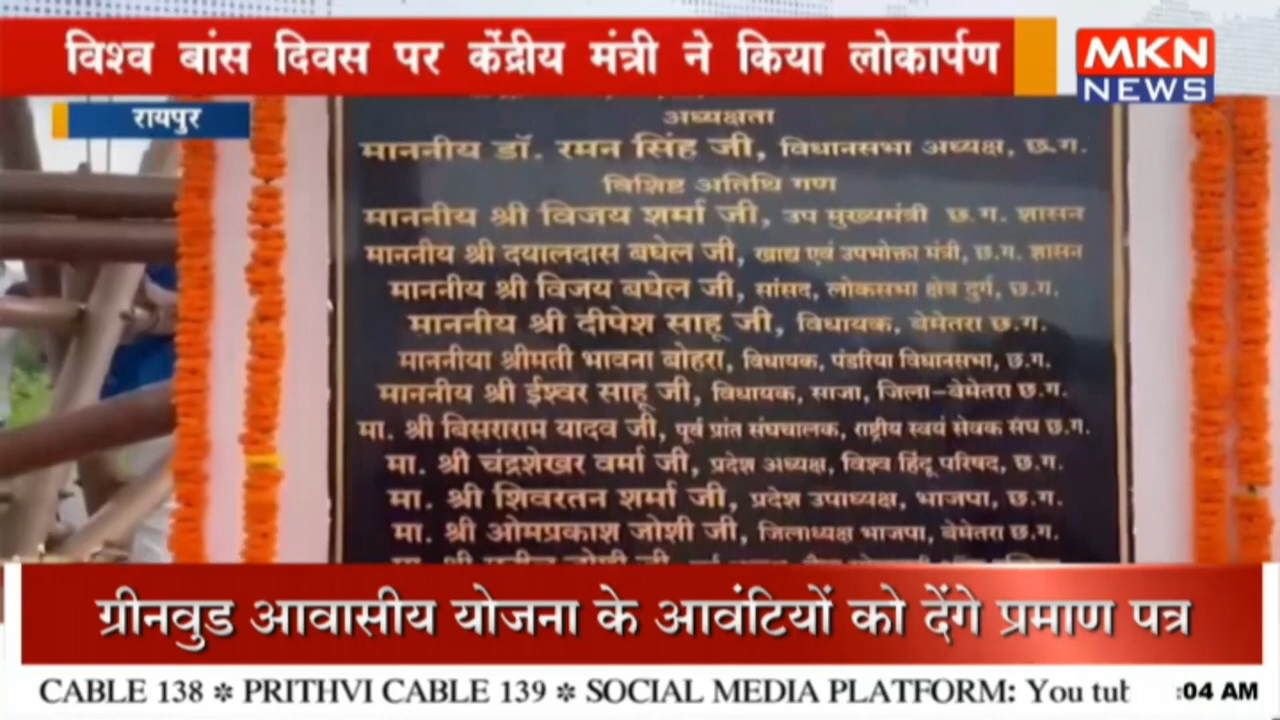 विश्व बांस दिवस पर केंद्रीय मंत्री ने किया लोकार्पण
MKN
NEWS
रायपुर
अध्यक्षता
माननीय डॉ. रमन सिंह जी, विधानसभा अध्यक्ष, छ.ग.
विशिष्ट अतिथि गण
माननीय श्री विजय शर्मा जी, उप मुख्यमंत्री छ.ग. शासन
माननीय श्री दयालदास बघेल जी, खाद्य एवं उपभोक्ता मंत्री, छ.ग. शासन
माननीय श्री विजय बघेल जी, सांसद, लोकसभा क्षेत्र दुर्ग, छ.ग.
माननीय श्री दीपेश साहू जी, विधायक, बेमेतरा छ.ग.
माननीया श्रीमती भावना बोहरा, विधायक, पंडरिया विधानसभा, छ.ग.
माननीय श्री ईश्वर साहू जी, विधायक, साजा, जिला-बेमेतरा छ.ग.
मा. श्री बिसराराम यादव जी, पूर्व प्रांत संघचालक, राष्ट्रीय स्वयं सेवक संघ छ.ग.
मा. श्री चंद्रशेखर वर्मा जी, प्रदेश अध्यक्ष, विश्व हिंदू परिषद, छ.ग.
मा. श्री शिवरतन शर्मा जी, प्रदेश उपाध्यक्ष, भाजपा, छ.ग.
मा. श्री ओमप्रकाश जोशी जी, जिलाध्यक्ष भाजपा, बेमेतरा छ.ग.
ग्रीनवुड आवासीय योजना के आवंटियों को देंगे प्रमाण पत्र
CABLE 138 ❇ PRITHVI CABLE 139 ❇ SOCIAL MEDIA PLATFORM: You tub :04 AM